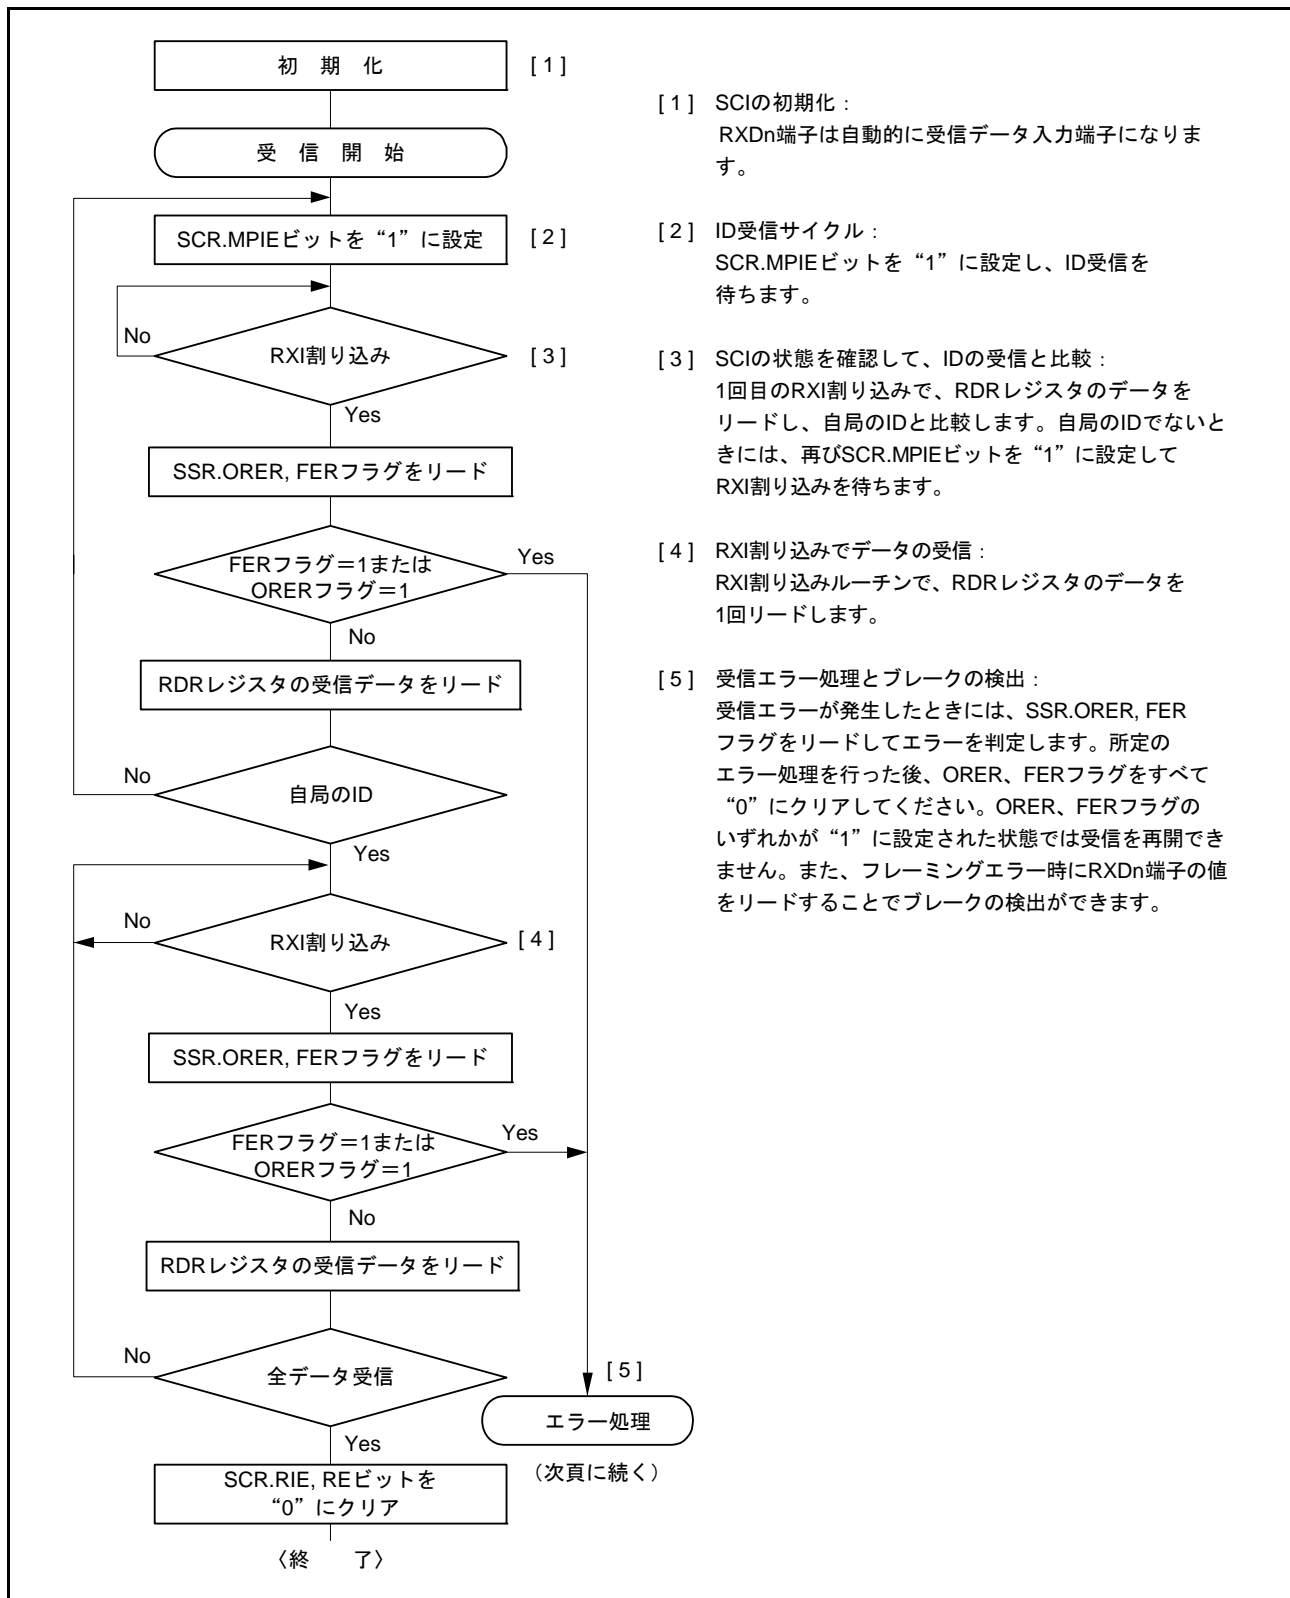 初 期 化
[ 1 ]
受 信 開 始
SCR.MPIEビットを“1”に設定
[ 2 ]
No
RXI割り込み
[ 3 ]
Yes
SSR.ORER, FERフラグをリード
FERフラグ＝1または
ORERフラグ＝1
Yes
No
RDRレジスタの受信データをリード
No
自局のID
Yes
No
RXI割り込み
[ 4 ]
Yes
SSR.ORER, FERフラグをリード
FERフラグ＝1または
ORERフラグ＝1
Yes
No
RDRレジスタの受信データをリード
No
全データ受信
[ 5 ]
エラー処理
（次頁に続く）
Yes
SCR.RIE, REビットを
“0”にクリア
〈終 了〉
[ 1 ] SCIの初期化：
RXDn端子は自動的に受信データ入力端子になりま
す。
[ 2 ] ID受信サイクル：
SCR.MPIEビットを“1”に設定し、ID受信を
待ちます。
[ 3 ] SCIの状態を確認して、IDの受信と比較：
1回目のRXI割り込みで、RDRレジスタのデータを
リードし、自局のIDと比較します。自局のIDでないと
きには、再びSCR.MPIEビットを“1”に設定して
RXI割り込みを待ちます。
[ 4 ] RXI割り込みでデータの受信：
RXI割り込みルーチンで、RDRレジスタのデータを
1回リードします。
[ 5 ] 受信エラー処理とブレークの検出：
受信エラーが発生したときには、SSR.ORER, FER
フラグをリードしてエラーを判定します。所定の
エラー処理を行った後、ORER、FERフラグをすべて
“0”にクリアしてください。ORER、FERフラグの
いずれかが“1”に設定された状態では受信を再開でき
ません。また、フレーミングエラー時にRXDn端子の値
をリードすることでブレークの検出ができます。